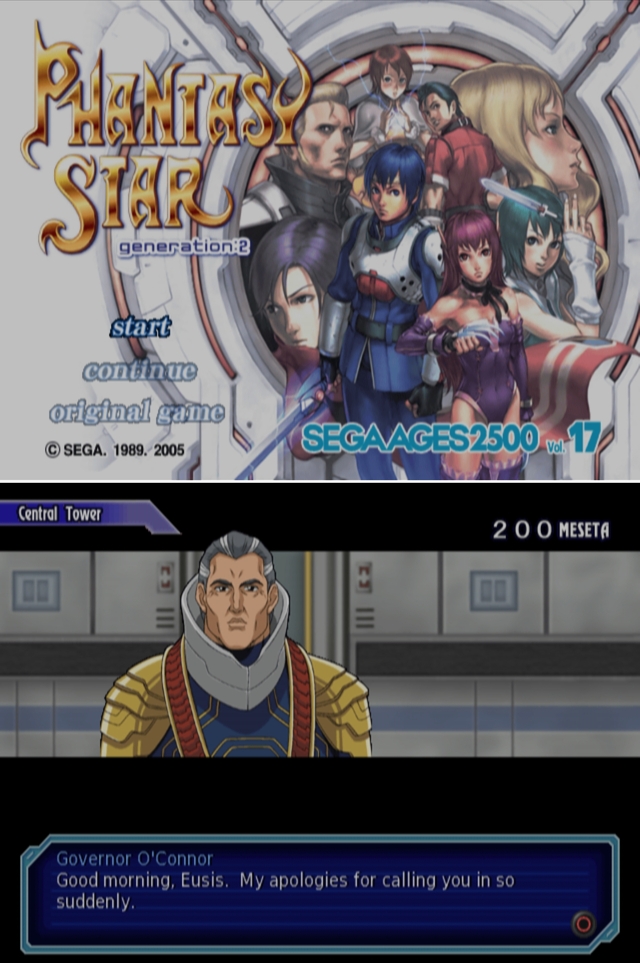 PHANTASY
STAR
generation:2
start
continue
original game
© SEGA. 1989. 2005
SEGA AGES 2500 Vol. 17
Central Tower
200 MESETA
Governor O'Connor
Good morning, Eusis. My apologies for calling you in so
suddenly.